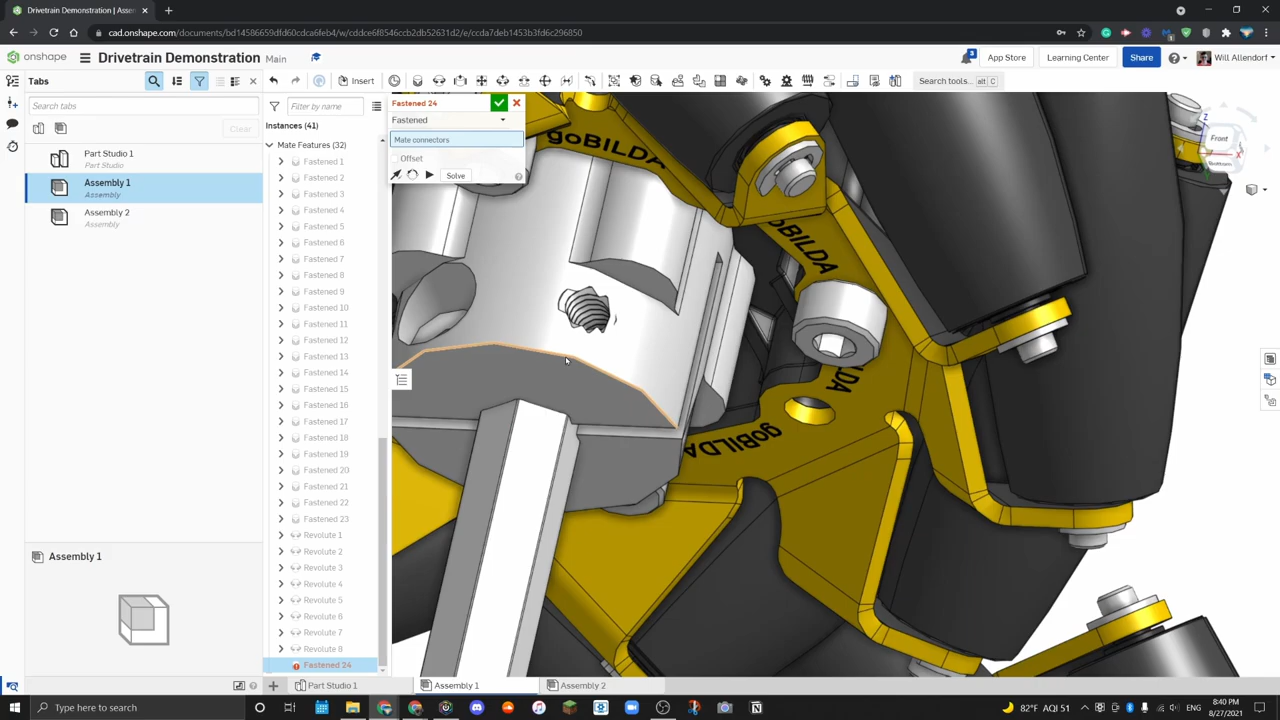 Drivetrain Demonstration | Asse
cad.onshape.com/documents/bd14586659dfd60cdca6feb4/w/cddce6f8546ccb2db52631d2/e/ccda7deb1453b3fd6c296850
onshape
Drivetrain Demonstration Main
App Store
Learning Center
Share
Will Allendorf
Tabs
Insert
Search tools...
alt C
Search tabs
Clear
Part Studio 1
Part Studio
Assembly 1
Assembly
Assembly 2
Assembly
Filter by name
Instances (41)
Mate Features (32)
Fastened 1
Fastened 2
Fastened 3
Fastened 4
Fastened 5
Fastened 6
Fastened 7
Fastened 8
Fastened 9
Fastened 10
Fastened 11
Fastened 12
Fastened 13
Fastened 14
Fastened 15
Fastened 16
Fastened 17
Fastened 18
Fastened 19
Fastened 20
Fastened 21
Fastened 22
Fastened 23
Revolute 1
Revolute 2
Revolute 3
Revolute 4
Revolute 5
Revolute 6
Revolute 7
Revolute 8
Fastened 24
Fastened 24
Fastened
Mate connectors
Offset
Solve
goBILDA
goBILDA
BILDA
goBILDA
Z
Front
X
Bottom
Assembly 1
Part Studio 1
Assembly 1
Assembly 2
Type here to search
82°F AQI 51
8:40 PM
8/27/2021